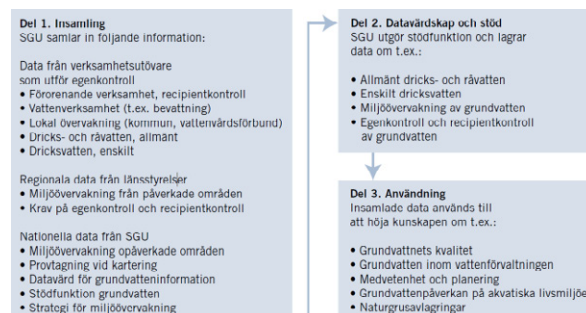 Del 1. Insamling
SGU samlar in följande information:
Data från verksamhetsutövare
som utför egenkontroll
• Förorenande verksamhet, recipientkontroll
• Vattenverksamhet (t.ex. bevattning)
• Lokal övervakning (kommun, vattenvårdsförbund)
• Dricks- och råvatten, allmänt
• Dricksvatten, enskilt
Regionala data från länsstyrelser
• Miljöövervakning från påverkade områden
• Krav på egenkontroll och recipientkontroll
Nationella data från SGU
• Miljöövervakning opåverkade områden
• Provtagning vid kartering
• Datavärd för grundvatteninformation
• Stödfunktion grundvatten
• Strategi för miljöövervakning
Del 2. Datavärdskap och stöd
SGU utgör stödfunktion och lagrar
data om t.ex.:
• Allmänt dricks- och råvatten
• Enskilt dricksvatten
• Miljöövervakning av grundvatten
• Egenkontroll och recipientkontroll
av grundvatten
Del 3. Användning
Insamlade data används till
att höja kunskapen om t.ex.:
• Grundvattnets kvalitet
• Grundvatten inom vattenförvaltningen
• Medvetenhet och planering
• Grundvattenpåverkan på akvatiska livsmiljöe
• Naturgrusavlagringar